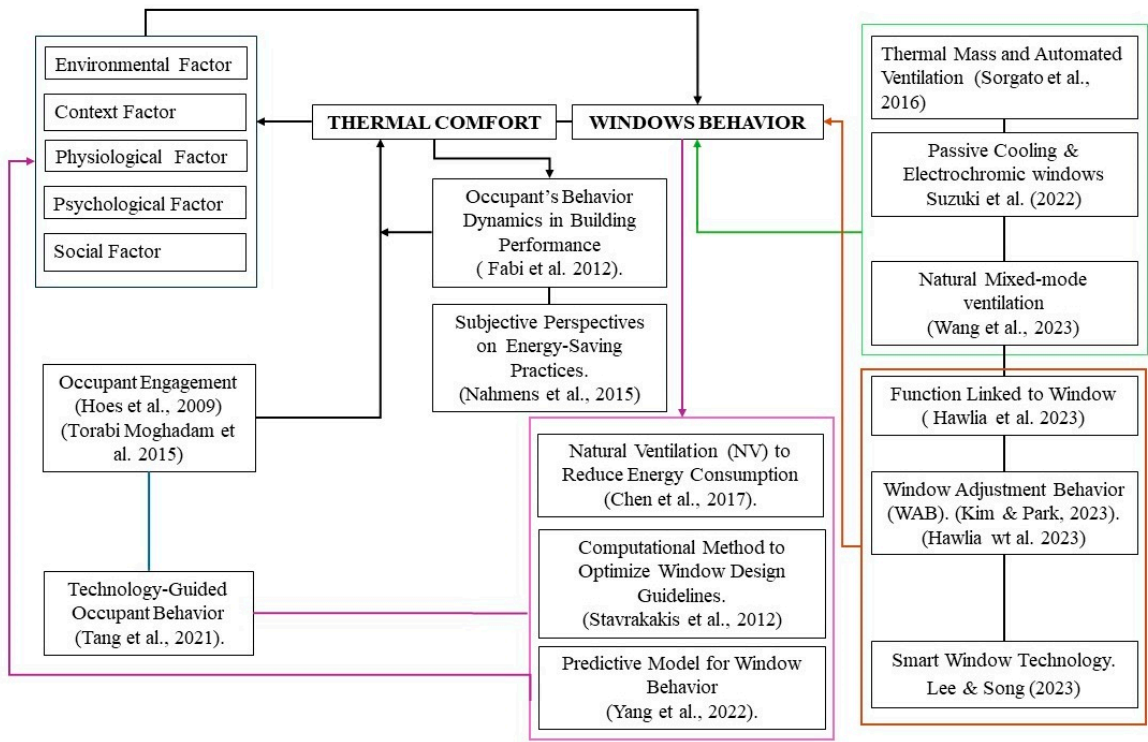 Environmental Factor
Context Factor
Physiological Factor
Psychological Factor
Social Factor
THERMAL COMFORT
WINDOWS BEHAVIOR
Occupant’s Behavior
Dynamics in Building
Performance
( Fabi et al. 2012).
Subjective Perspectives
on Energy-Saving
Practices.
(Nahmens et al., 2015)
Occupant Engagement
(Hoes et al., 2009)
(Torabi Moghadam et
al. 2015)
Technology-Guided
Occupant Behavior
(Tang et al., 2021).
Natural Ventilation (NV) to
Reduce Energy Consumption
(Chen et al., 2017).
Computational Method to
Optimize Window Design
Guidelines.
(Stavrakakis et al., 2012)
Predictive Model for Window
Behavior
(Yang et al., 2022).
Thermal Mass and Automated
Ventilation (Sorgato et al.,
2016)
Passive Cooling &
Electrochromic windows
Suzuki et al. (2022)
Natural Mixed-mode
ventilation
(Wang et al., 2023)
Function Linked to Window
( Hawlia et al. 2023)
Window Adjustment Behavior
(WAB). (Kim & Park, 2023).
(Hawlia wt al. 2023)
Smart Window Technology.
Lee & Song (2023)